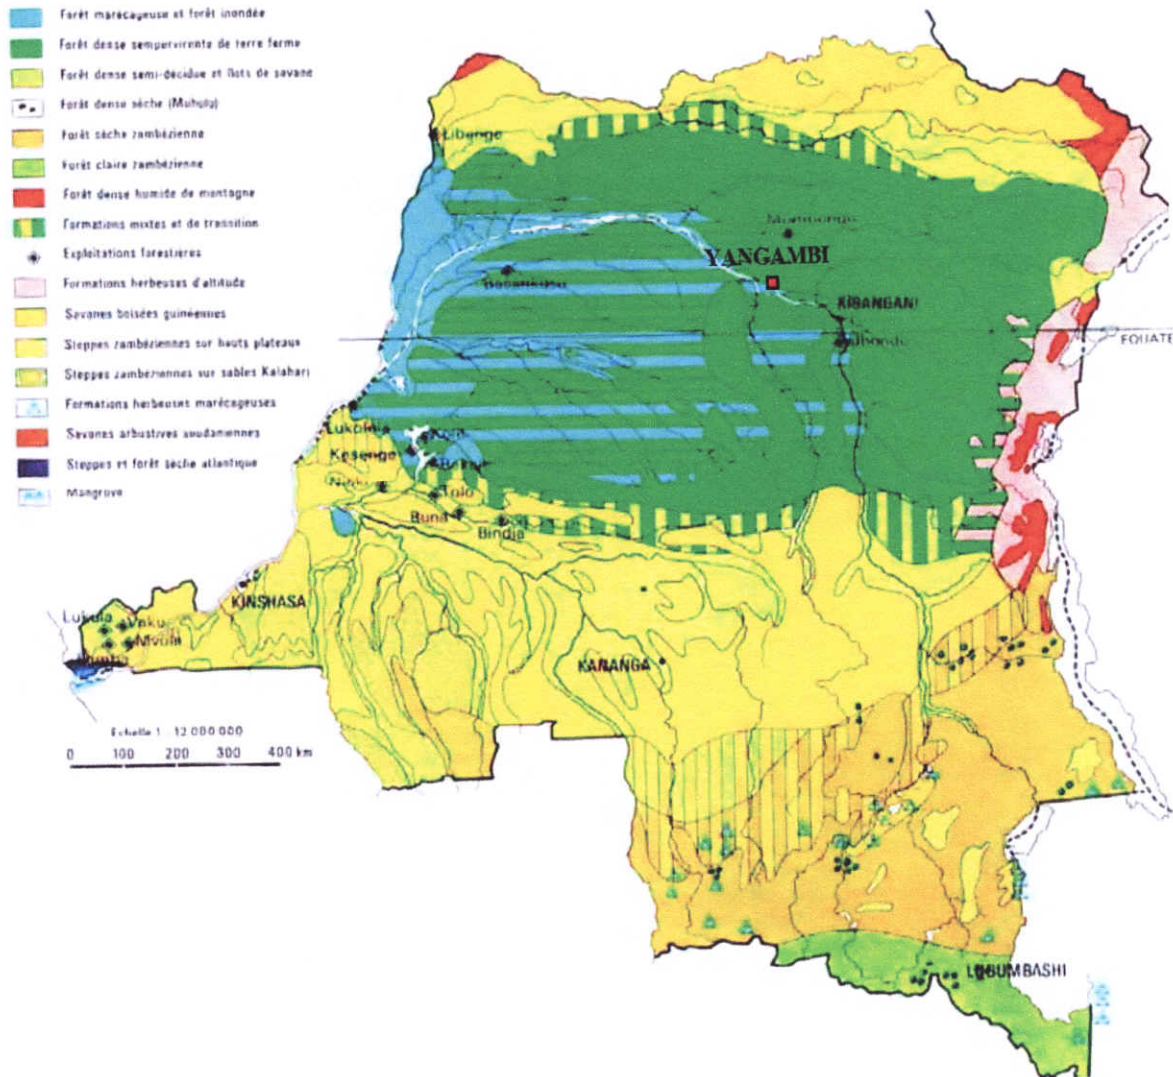 Forêt marécageuse et forêt inondée
Forêt dense sempervirente de terre ferme
Forêt dense semi-décidue et îlots de savane
Forêt dense sèche (Muhulu)
Forêt sèche zambézienne
Forêt claire zambézienne
Forêt dense humide de montagne
Formations mixtes et de transition
Exploitations forestières
Formations herbeuses d'altitude
Savanes boisées guinéennes
Steppes zambéziennes sur hauts plateaux
Steppes zambéziennes sur sables Kalahari
Formations herbeuses marécageuses
Savanes arbustives soudaniennes
Steppes et forêt sèche atlantique
Mangrove
Libenge
YANGAMBI
KISANGANI
EQUATE
Lukolela
Kesenge
Tolo
Buna
Bindja
KINSHASA
Lukula
Vaku
KANANGA
Echelle 1 : 12 000 000
0 100 200 400 km
LUBUMBASHI